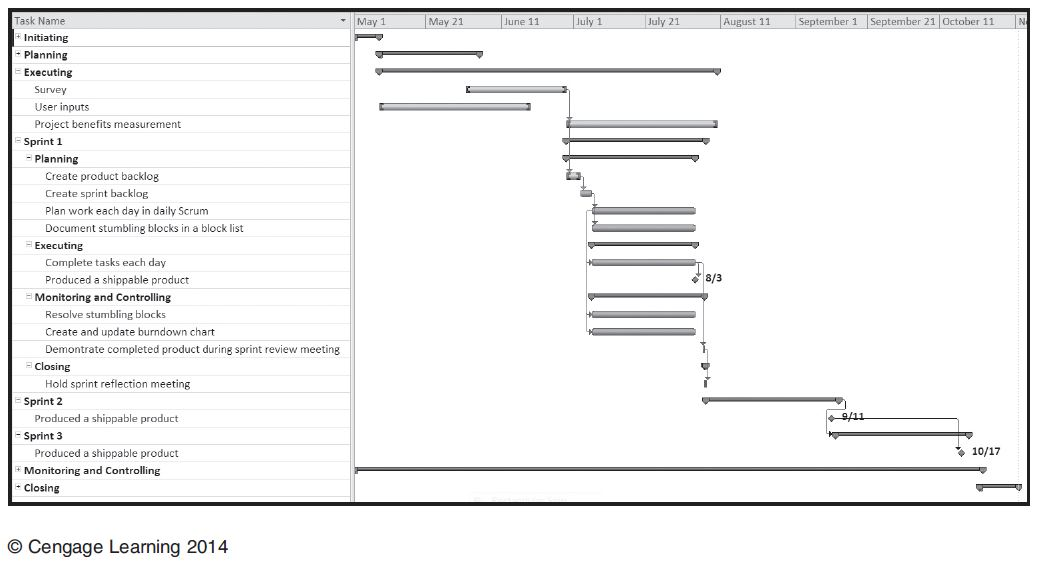 Task Name May 1 May 21 June 11 July 1 July 21 August 11 September 1 September 21 October 11
Initiating
Planning
Executing
Survey
User inputs
Project benefits measurement
Sprint 1
Planning
Create product backlog
Create sprint backlog
Plan work each day in daily Scrum
Document stumbling blocks in a block list
Executing
Complete tasks each day
Produced a shippable product 8/3
Monitoring and Controlling
Resolve stumbling blocks
Create and update burndown chart
Demontrate completed product during sprint review meeting
Closing
Hold sprint reflection meeting
Sprint 2
Produced a shippable product 9/11
Sprint 3
Produced a shippable product 10/17
Monitoring and Controlling
Closing
© Cengage Learning 2014